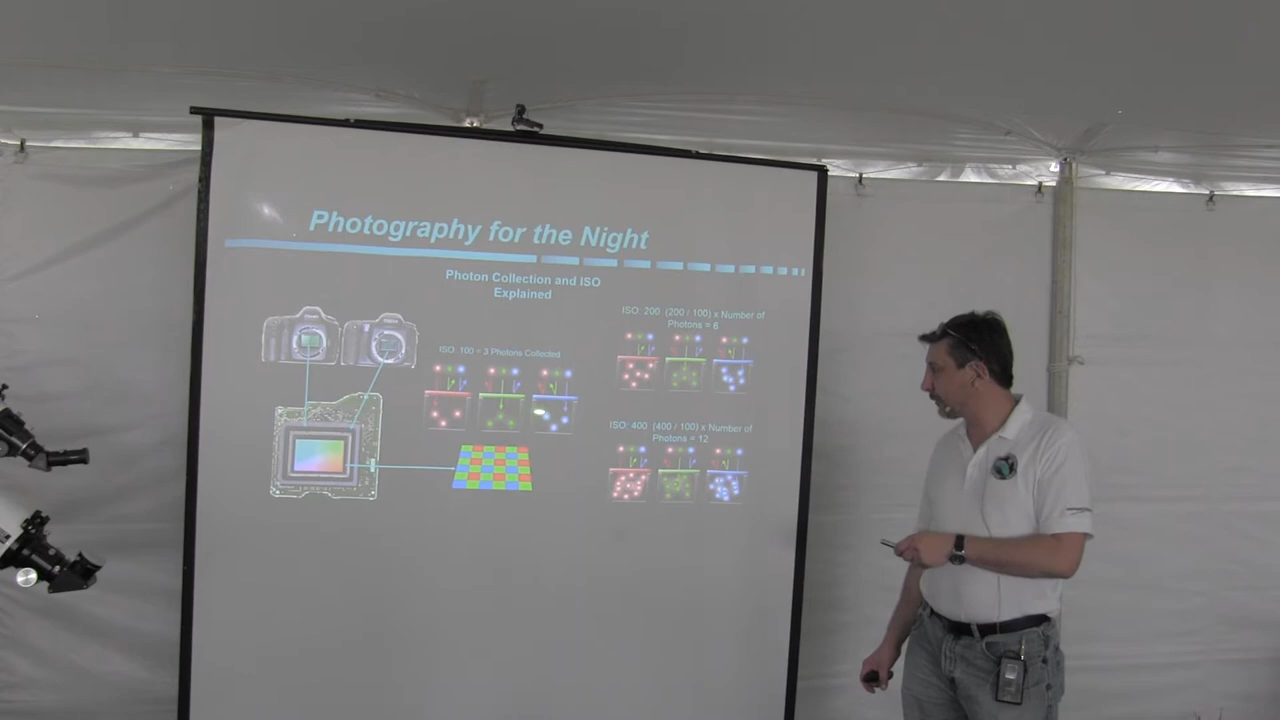 Photography for the Night
Photon Collection and ISO
Explained
ISO: 100 = 3 Photons Collected
ISO: 200 (200 / 100) x Number of
Photons = 6
ISO: 400 (400 / 100) x Number of
Photons = 12